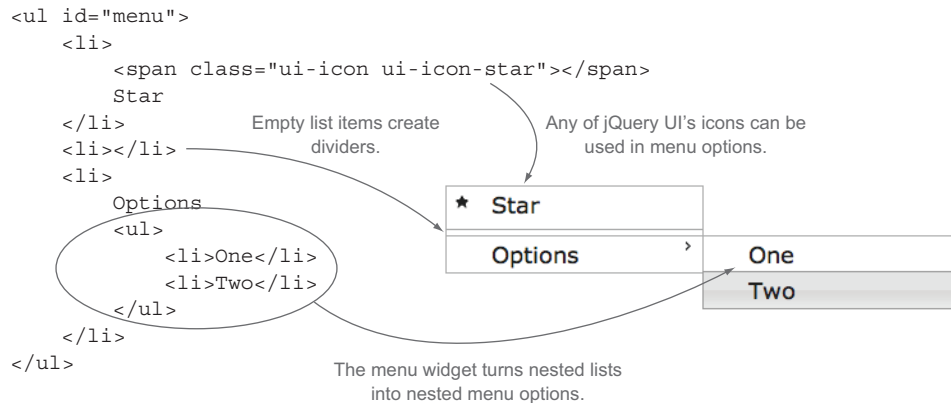 <ul id="menu">
    <li>
        <span class="ui-icon ui-icon-star"></span>
        Star
    </li>
    <li></li>
    <li>
        Options
        <ul>
            <li>One</li>
            <li>Two</li>
        </ul>
    </li>
</ul>
Empty list items create
dividers.
Any of jQuery UI's icons can be
used in menu options.
★ Star
Options ›
One
Two
The menu widget turns nested lists
into nested menu options.